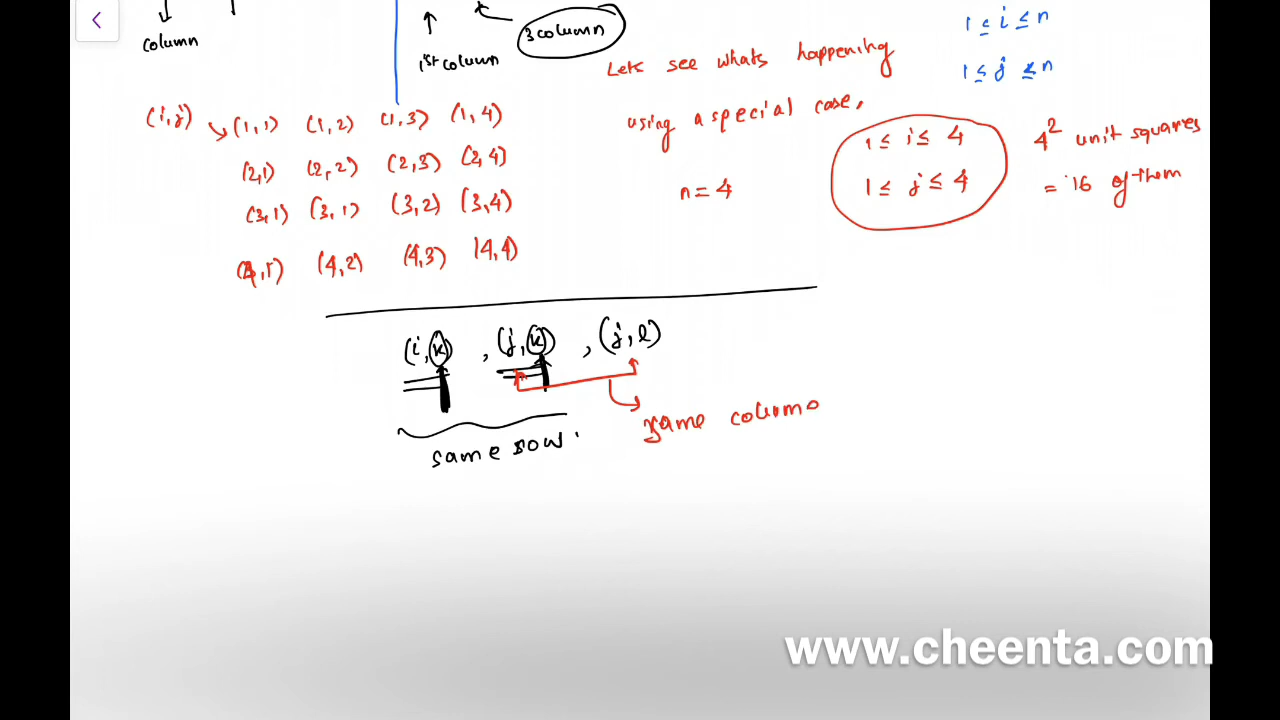 column
1st column
3 column
1 ≤ i ≤ n
1 ≤ j ≤ n
Lets see whats happening
using a special case.
n = 4
1 ≤ i ≤ 4
1 ≤ j ≤ 4
4² unit squares
= 16 of them
(i,j) (1,1) (1,2) (1,3) (1,4)
(2,1) (2,2) (2,3) (2,4)
(3,1) (3,1) (3,2) (3,4)
(4,1) (4,2) (4,3) (4,4)
(i,k) , (j,k) , (j,l)
same row.
same column
www.cheenta.com